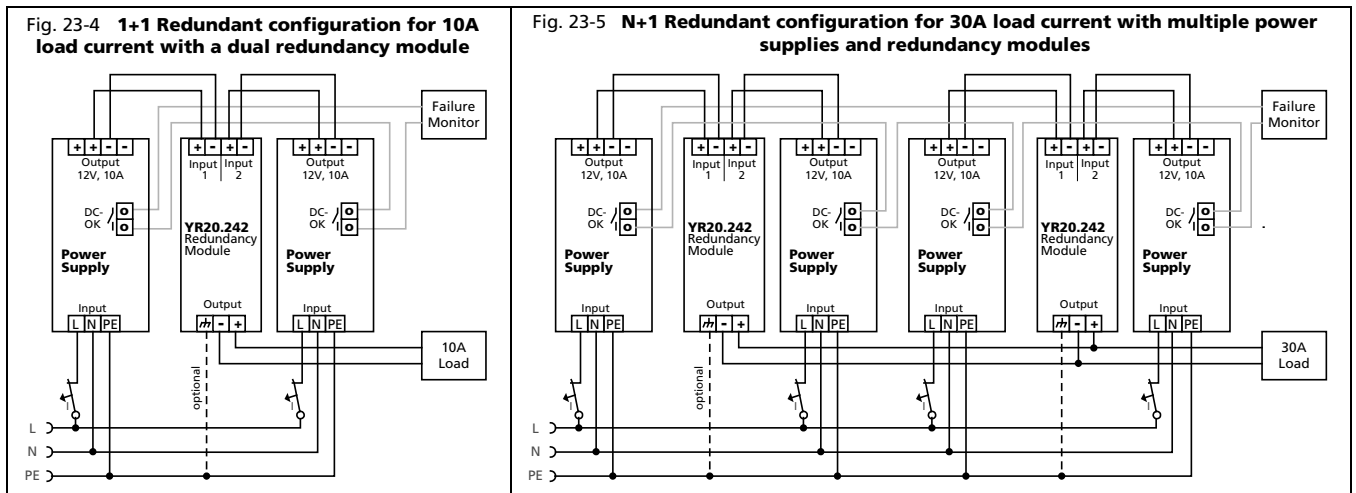 Fig. 23-4 1+1 Redundant configuration for 10A
load current with a dual redundancy module
Failure
Monitor
+ + - -
Output
12V, 10A
DC-
OK
Power
Supply
Input
L N PE
+ - + -
Input Input
1 2
YR20.242
Redundancy
Module
Output
- +
+ + - -
Output
12V, 10A
DC-
OK
Power
Supply
Input
L N PE
10A
Load
optional
I
I
L
N
PE
Fig. 23-5 N+1 Redundant configuration for 30A load current with multiple power
supplies and redundancy modules
Failure
Monitor
+ + - -
Output
12V, 10A
DC-
OK
Power
Supply
Input
L N PE
+ - + -
Input Input
1 2
YR20.242
Redundancy
Module
Output
- +
+ + - -
Output
12V, 10A
DC-
OK
Power
Supply
Input
L N PE
+ + - -
Output
12V, 10A
DC-
OK
Power
Supply
Input
L N PE
+ - + -
Input Input
1 2
YR20.242
Redundancy
Module
Output
- +
+ + - -
Output
12V, 10A
DC-
OK
Power
Supply
Input
L N PE
30A
Load
optional
optional
I
I
I
I
L
N
PE